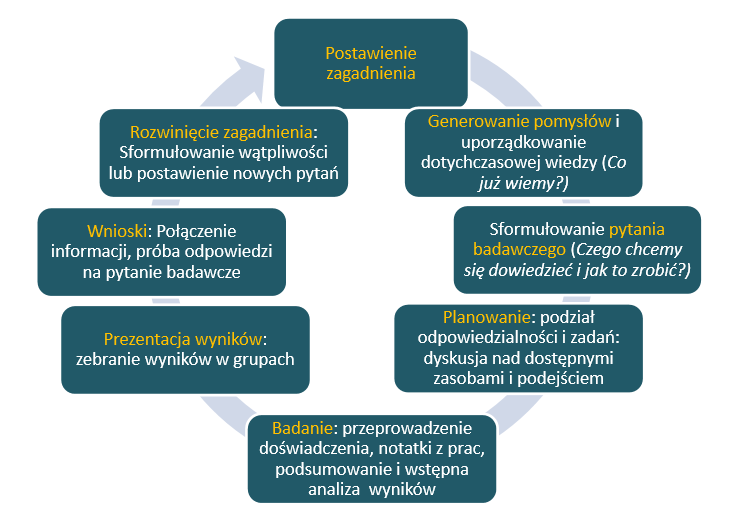 Postawienie
zagadnienia
Generowanie pomysłów i
uporządkowanie
dotychczasowej wiedzy (Co
już wiemy?)
Sformułowanie pytania
badawczego (Czego chcemy
się dowiedzieć i jak to zrobić?)
Planowanie: podział
odpowiedzialności i zadań:
dyskusja nad dostępnymi
zasobami i podejściem
Badanie: przeprowadzenie
doświadczenia, notatki z prac,
podsumowanie i wstępna
analiza wyników
Prezentacja wyników:
zebranie wyników w grupach
Wnioski: Połączenie
informacji, próba odpowiedzi
na pytanie badawcze
Rozwinięcie zagadnienia:
Sformułowanie wątpliwości
lub postawienie nowych pytań